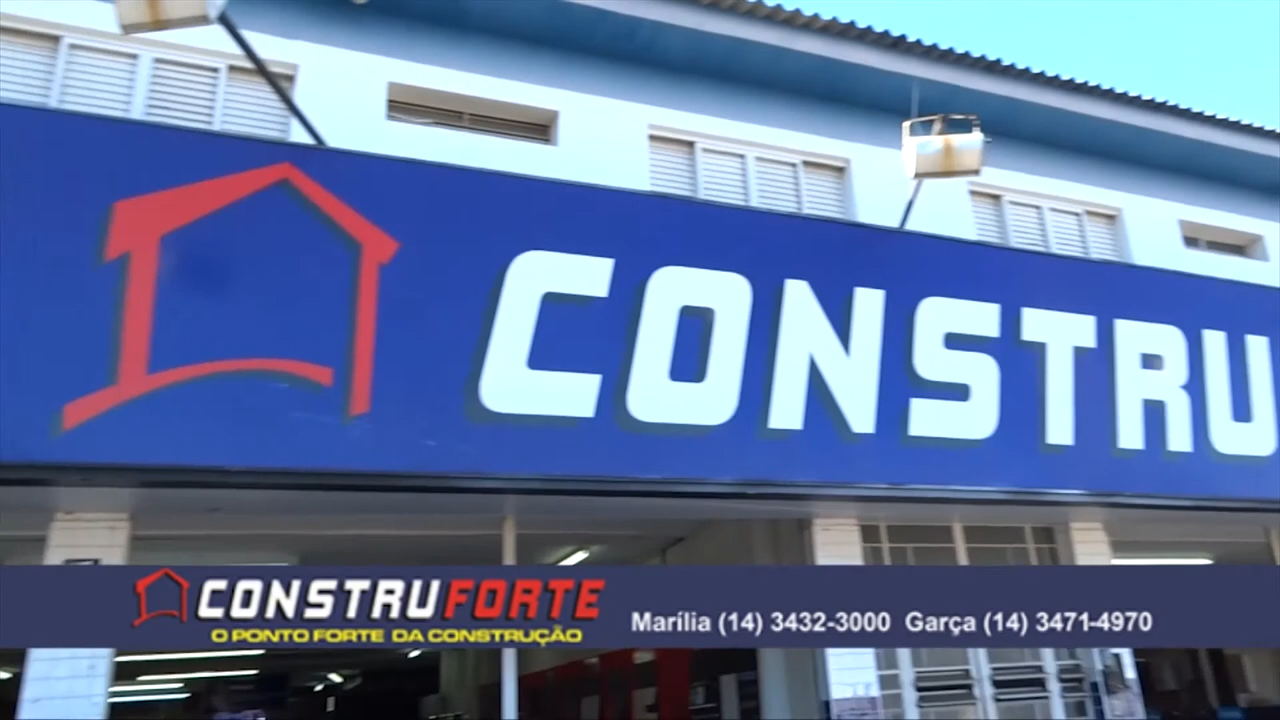 CONSTRU
CONSTRUFORTE
O PONTO FORTE DA CONSTRUÇÃO
Marília (14) 3432-3000 Garça (14) 3471-4970